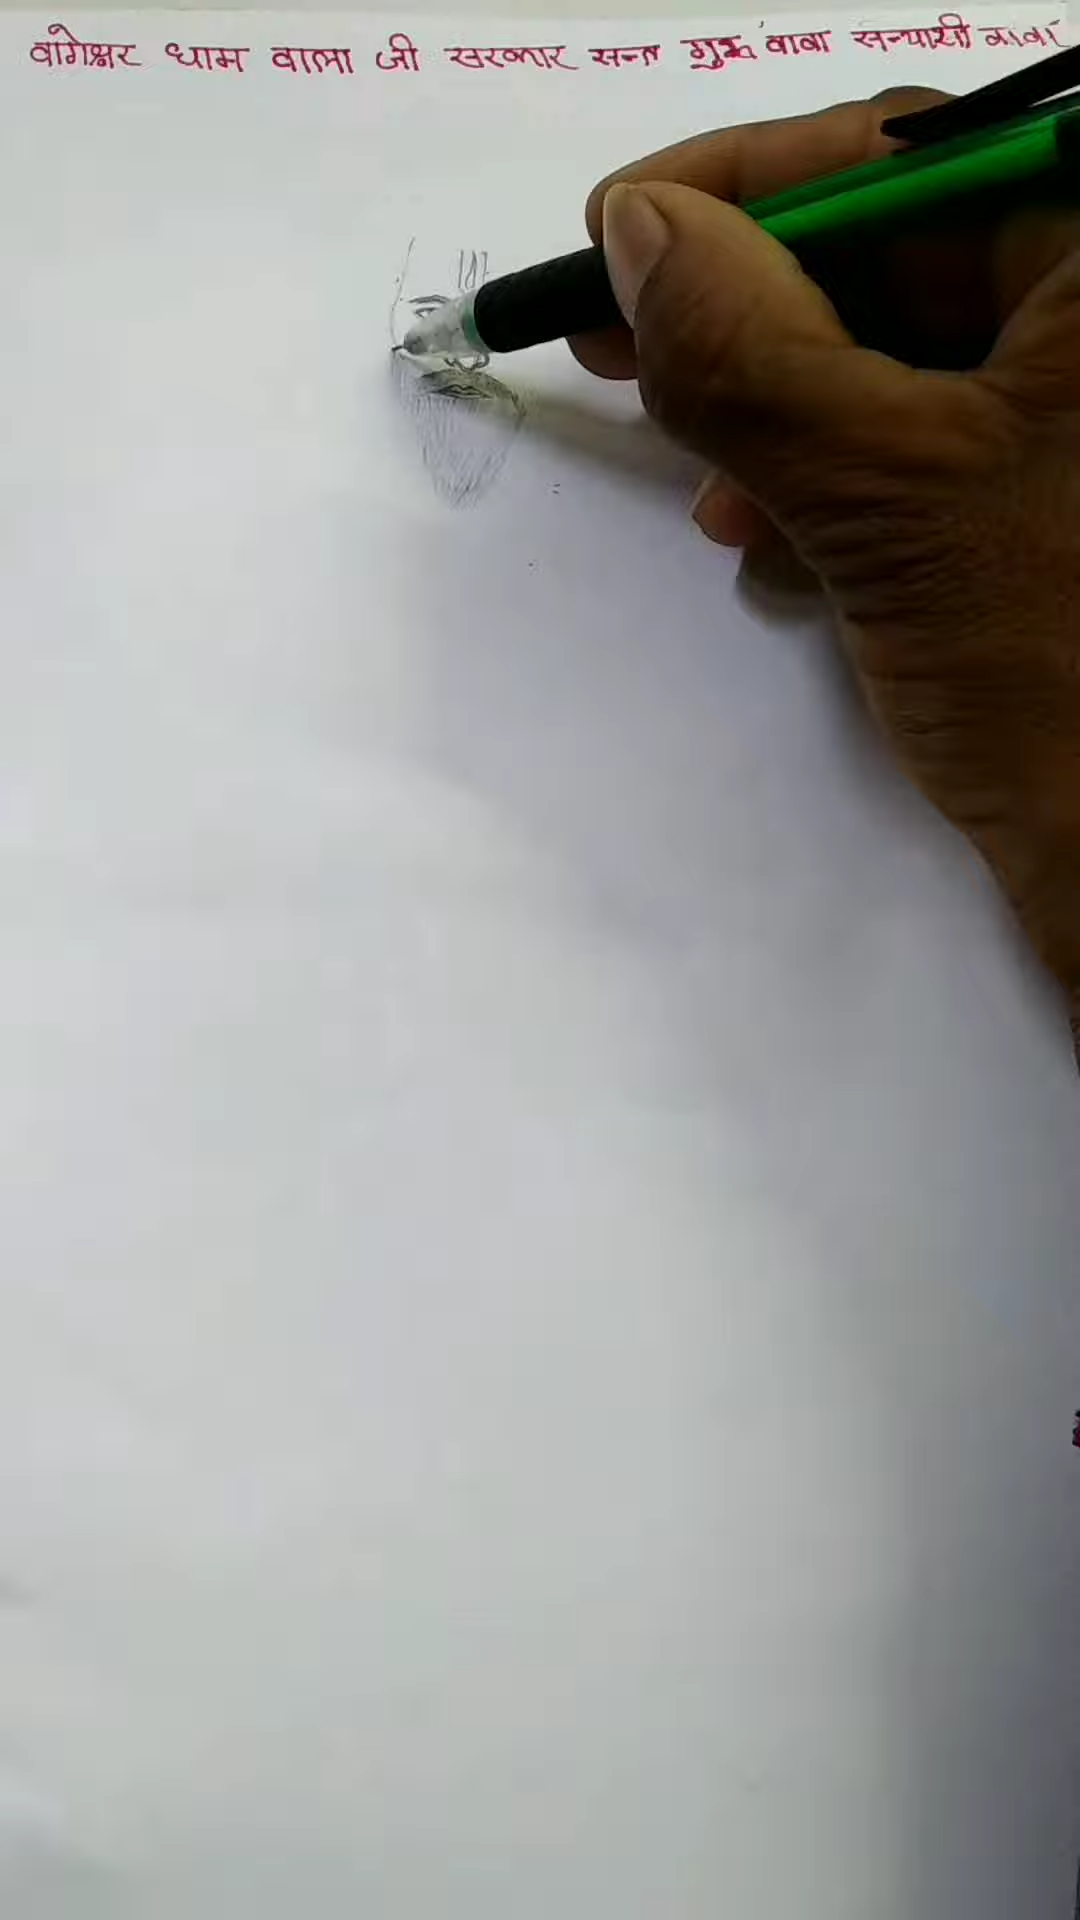 वागेश्वर धाम वाला जी सरकार सन्त गुरू बाबा सन्यासी बाबा